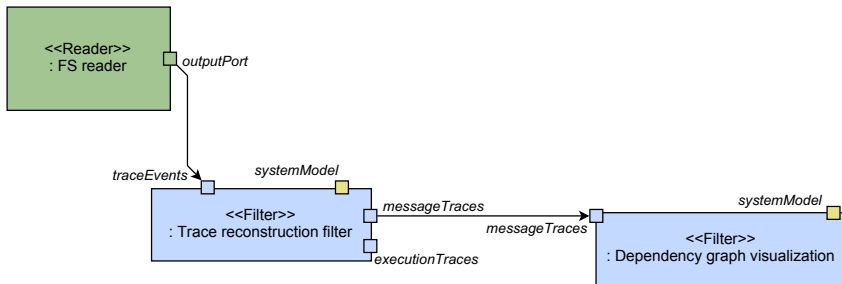 <<Reader>>
: FS reader
outputPort
traceEvents
systemModel
<<Filter>>
: Trace reconstruction filter
messageTraces
executionTraces
messageTraces
systemModel
<<Filter>>
: Dependency graph visualization